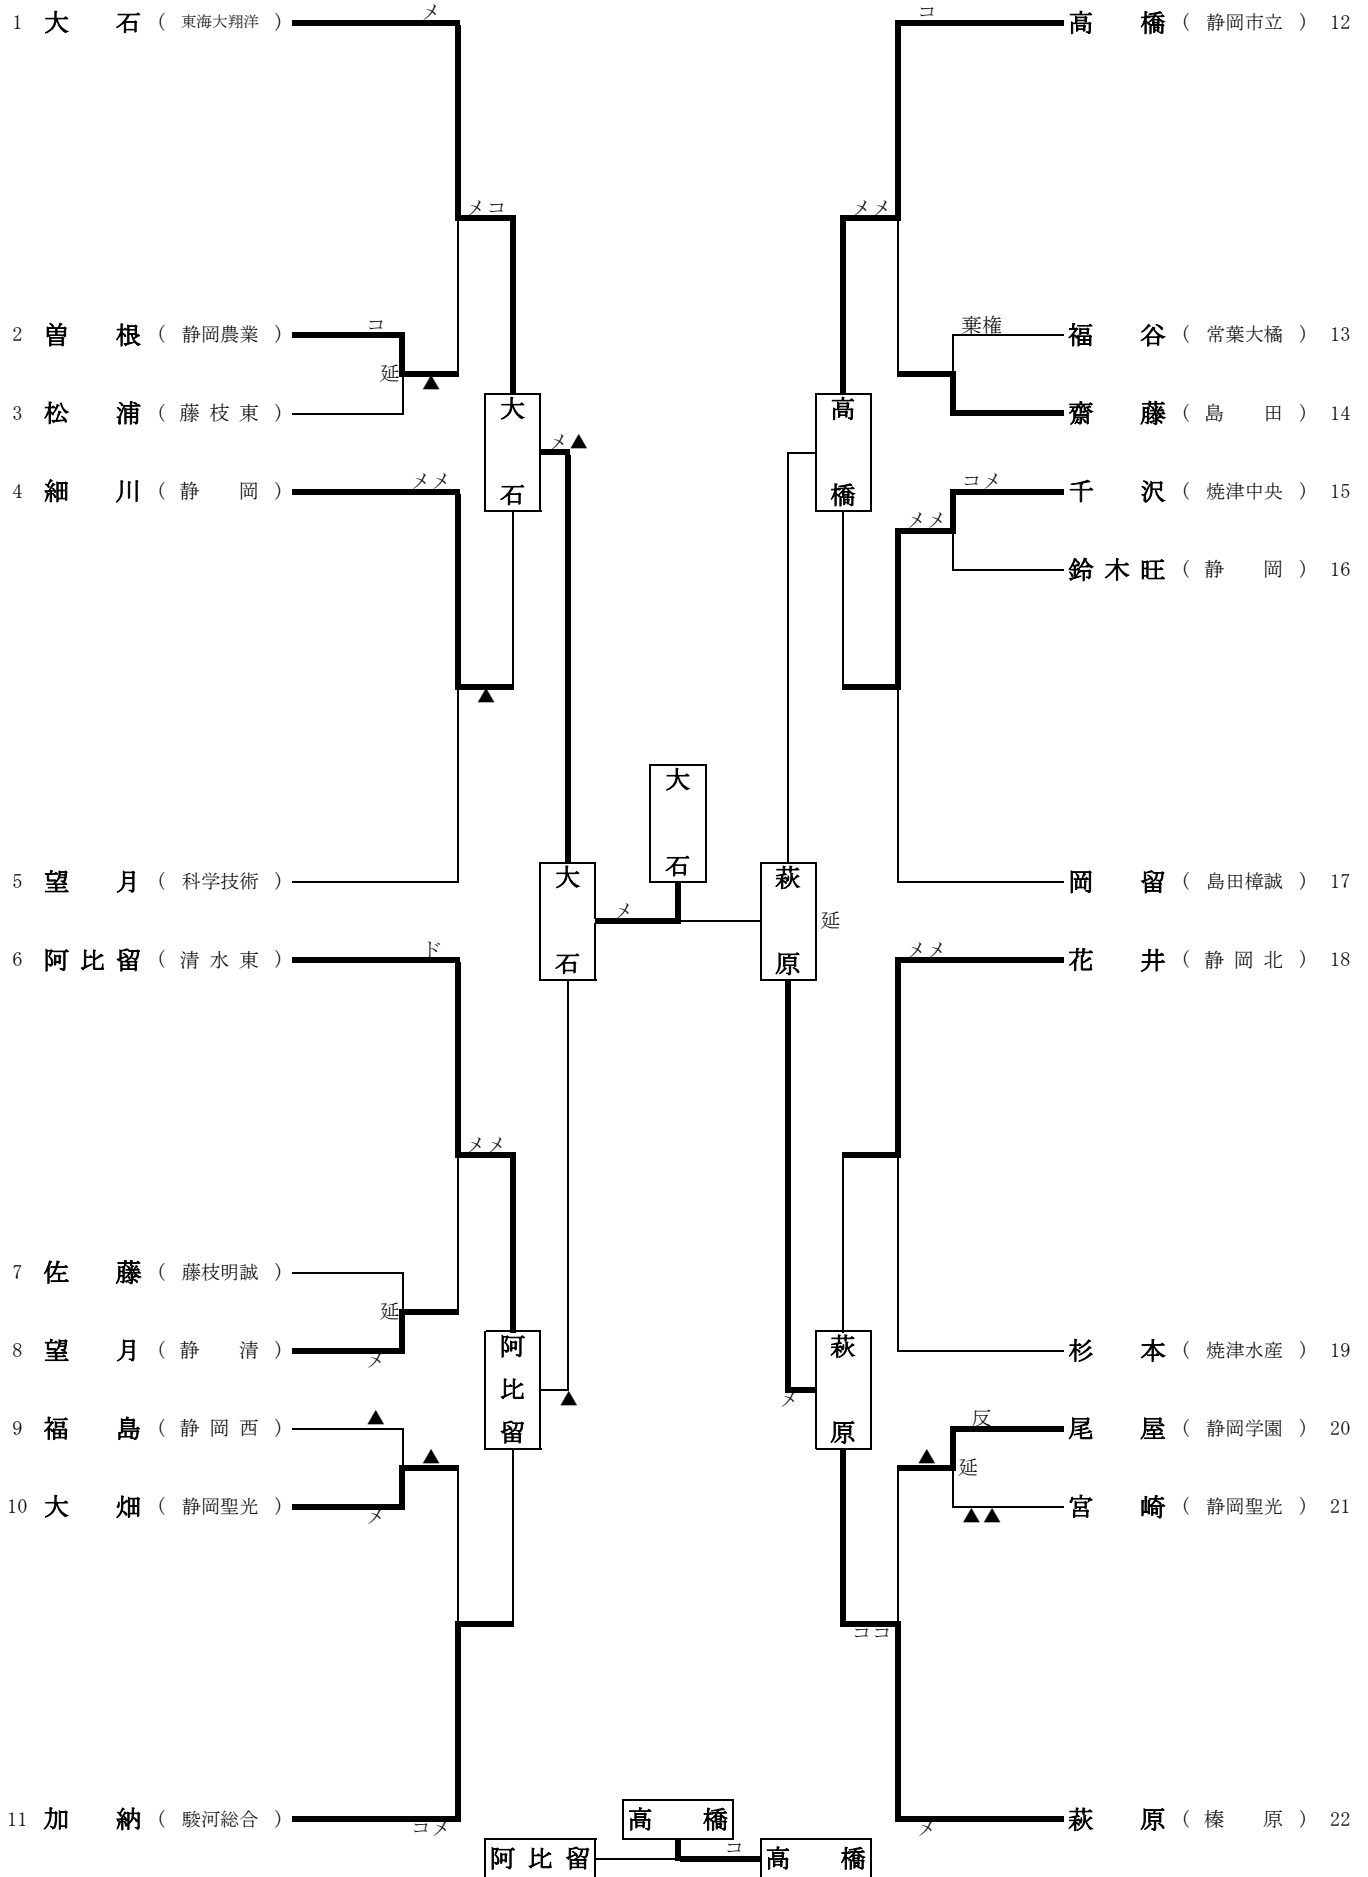 メ
コ
1 大石 ( 東海大翔洋 )
高橋 ( 静岡市立 ) 12
メコ
メメ
コ
棄権
2 曽根 ( 静岡農業 )
福谷 ( 常葉大橘 ) 13
延
▲
3 松浦 ( 藤枝東 )
大石
高橋
齋藤 ( 島田 ) 14
メ▲
メメ
コメ
4 細川 ( 静岡 )
千沢 ( 焼津中央 ) 15
メメ
鈴木旺 ( 静岡 ) 16
▲
大石
5 望月 ( 科学技術 )
大石
萩原
岡留 ( 島田樟誠 ) 17
メ
延
ド
メメ
6 阿比留 ( 清水東 )
花井 ( 静岡北 ) 18
メメ
7 佐藤 ( 藤枝明誠 )
延
8 望月 ( 静清 )
メ
阿比留
萩原
杉本 ( 焼津水産 ) 19
▲
メ
▲
反
9 福島 ( 静岡西 )
尾屋 ( 静岡学園 ) 20
▲
▲
延
10 大畑 ( 静岡聖光 )
メ
宮崎 ( 静岡聖光 ) 21
▲▲
ココ
11 加納 ( 駿河総合 )
コメ
高橋
メ
萩原 ( 榛原 ) 22
コ
阿比留
高橋